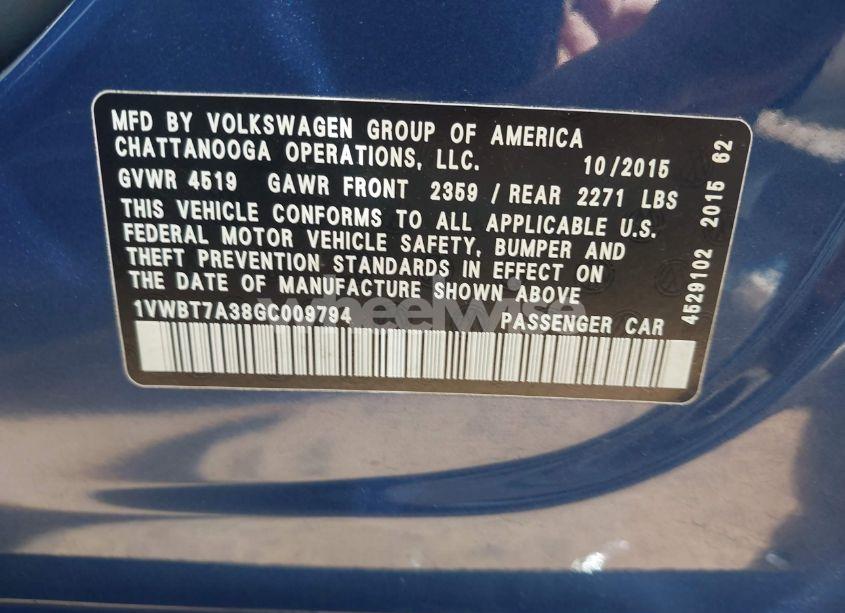 MFD BY VOLKSWAGEN GROUP OF AMERICA
CHATTANOOGA OPERATIONS, LLC. 10/2015
GVWR 4519 GAWR FRONT 2359 / REAR 2271 LBS
THIS VEHICLE CONFORMS TO ALL APPLICABLE U.S.
FEDERAL MOTOR VEHICLE SAFETY, BUMPER AND
THEFT PREVENTION STANDARDS IN EFFECT ON
THE DATE OF MANUFACTURE SHOWN ABOVE
1VWBT7A38GC009794 PASSENGER CAR
4529102 2015 62
wheelwise